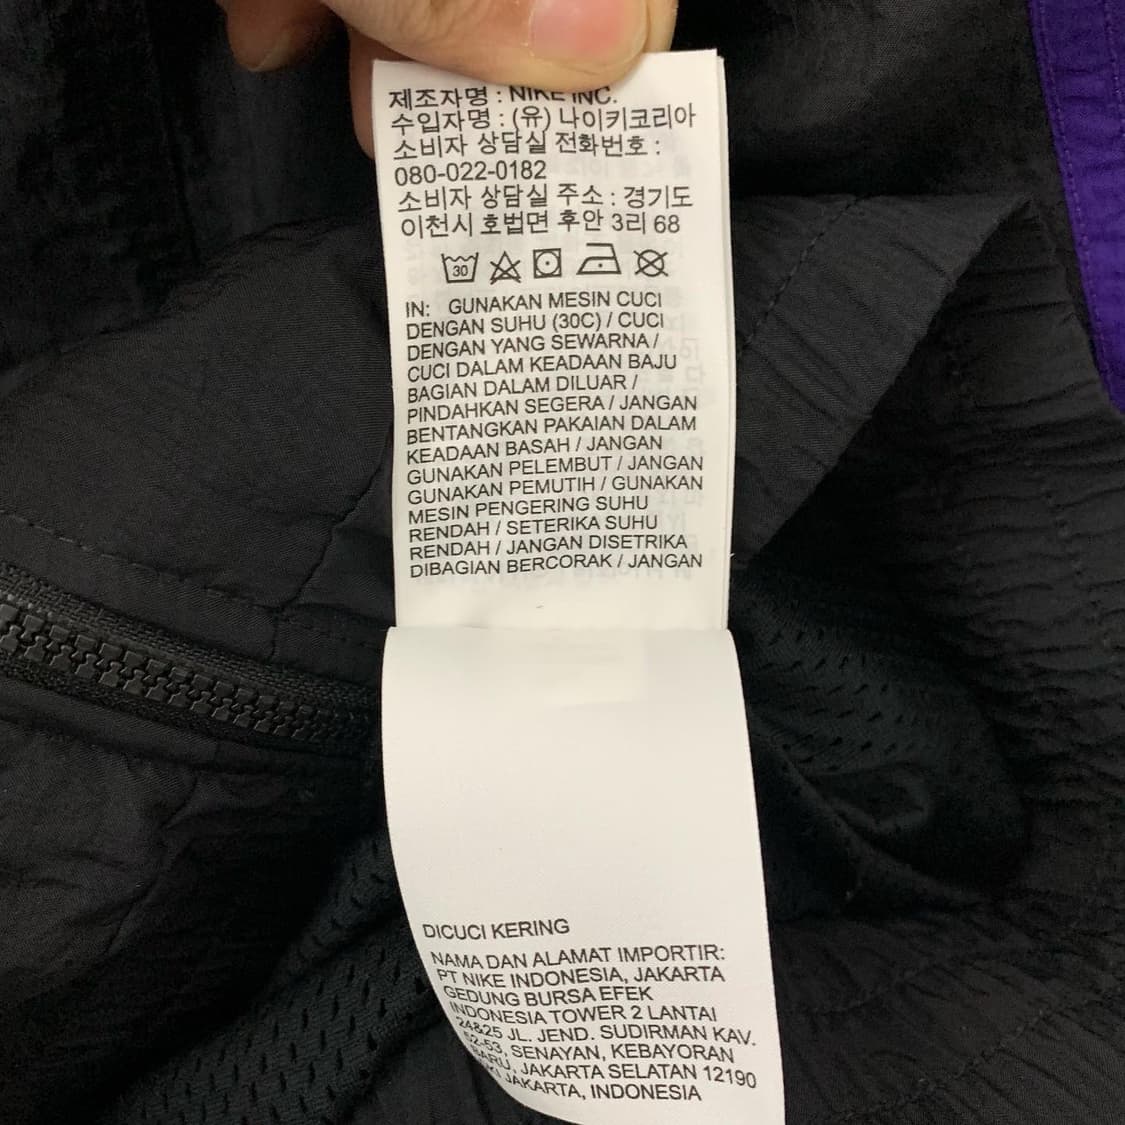 제조자명 : NIKE INC.
수입자명 : (유) 나이키코리아
소비자 상담실 전화번호 :
080-022-0182
소비자 상담실 주소 : 경기도
이천시 호법면 후안 3리 68
30
IN: GUNAKAN MESIN CUCI
DENGAN SUHU (30C) / CUCI
DENGAN YANG SEWARNA /
CUCI DALAM KEADAAN BAJU
BAGIAN DALAM DILUAR /
PINDAHKAN SEGERA / JANGAN
BENTANGKAN PAKAIAN DALAM
KEADAAN BASAH / JANGAN
GUNAKAN PELEMBUT / JANGAN
GUNAKAN PEMUTIH / GUNAKAN
MESIN PENGERING SUHU
RENDAH / SETERIKA SUHU
RENDAH / JANGAN DISETRIKA
DIBAGIAN BERCORAK / JANGAN
DICUCI KERING
NAMA DAN ALAMAT IMPORTIR:
PT NIKE INDONESIA, JAKARTA
GEDUNG BURSA EFEK
INDONESIA TOWER 2 LANTAI
24&25 JL. JEND. SUDIRMAN KAV.
52-53, SENAYAN, KEBAYORAN
BARU, JAKARTA SELATAN 12190
JAKARTA, INDONESIA